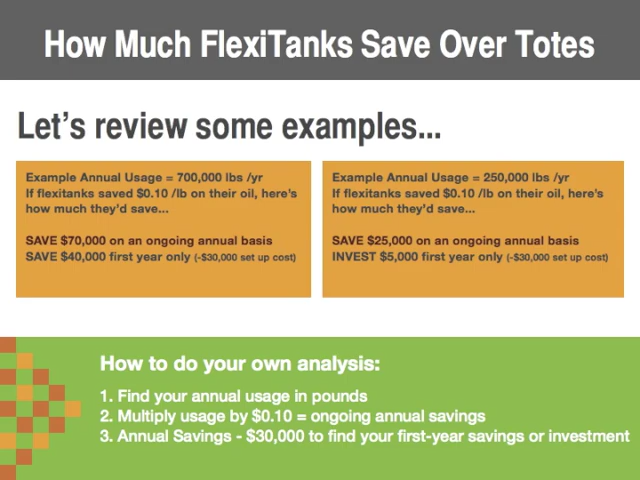 How Much FlexiTanks Save Over Totes
Let's review some examples...
Example Annual Usage = 700,000 lbs /yr
If flexitanks saved $0.10 /lb on their oil, here's
how much they'd save...
SAVE $70,000 on an ongoing annual basis
SAVE $40,000 first year only (-$30,000 set up cost)
Example Annual Usage = 250,000 lbs /yr
If flexitanks saved $0.10 /lb on their oil, here's
how much they'd save...
SAVE $25,000 on an ongoing annual basis
INVEST $5,000 first year only (-$30,000 set up cost)
How to do your own analysis:
1. Find your annual usage in pounds
2. Multiply usage by $0.10 = ongoing annual savings
3. Annual Savings - $30,000 to find your first-year savings or investment